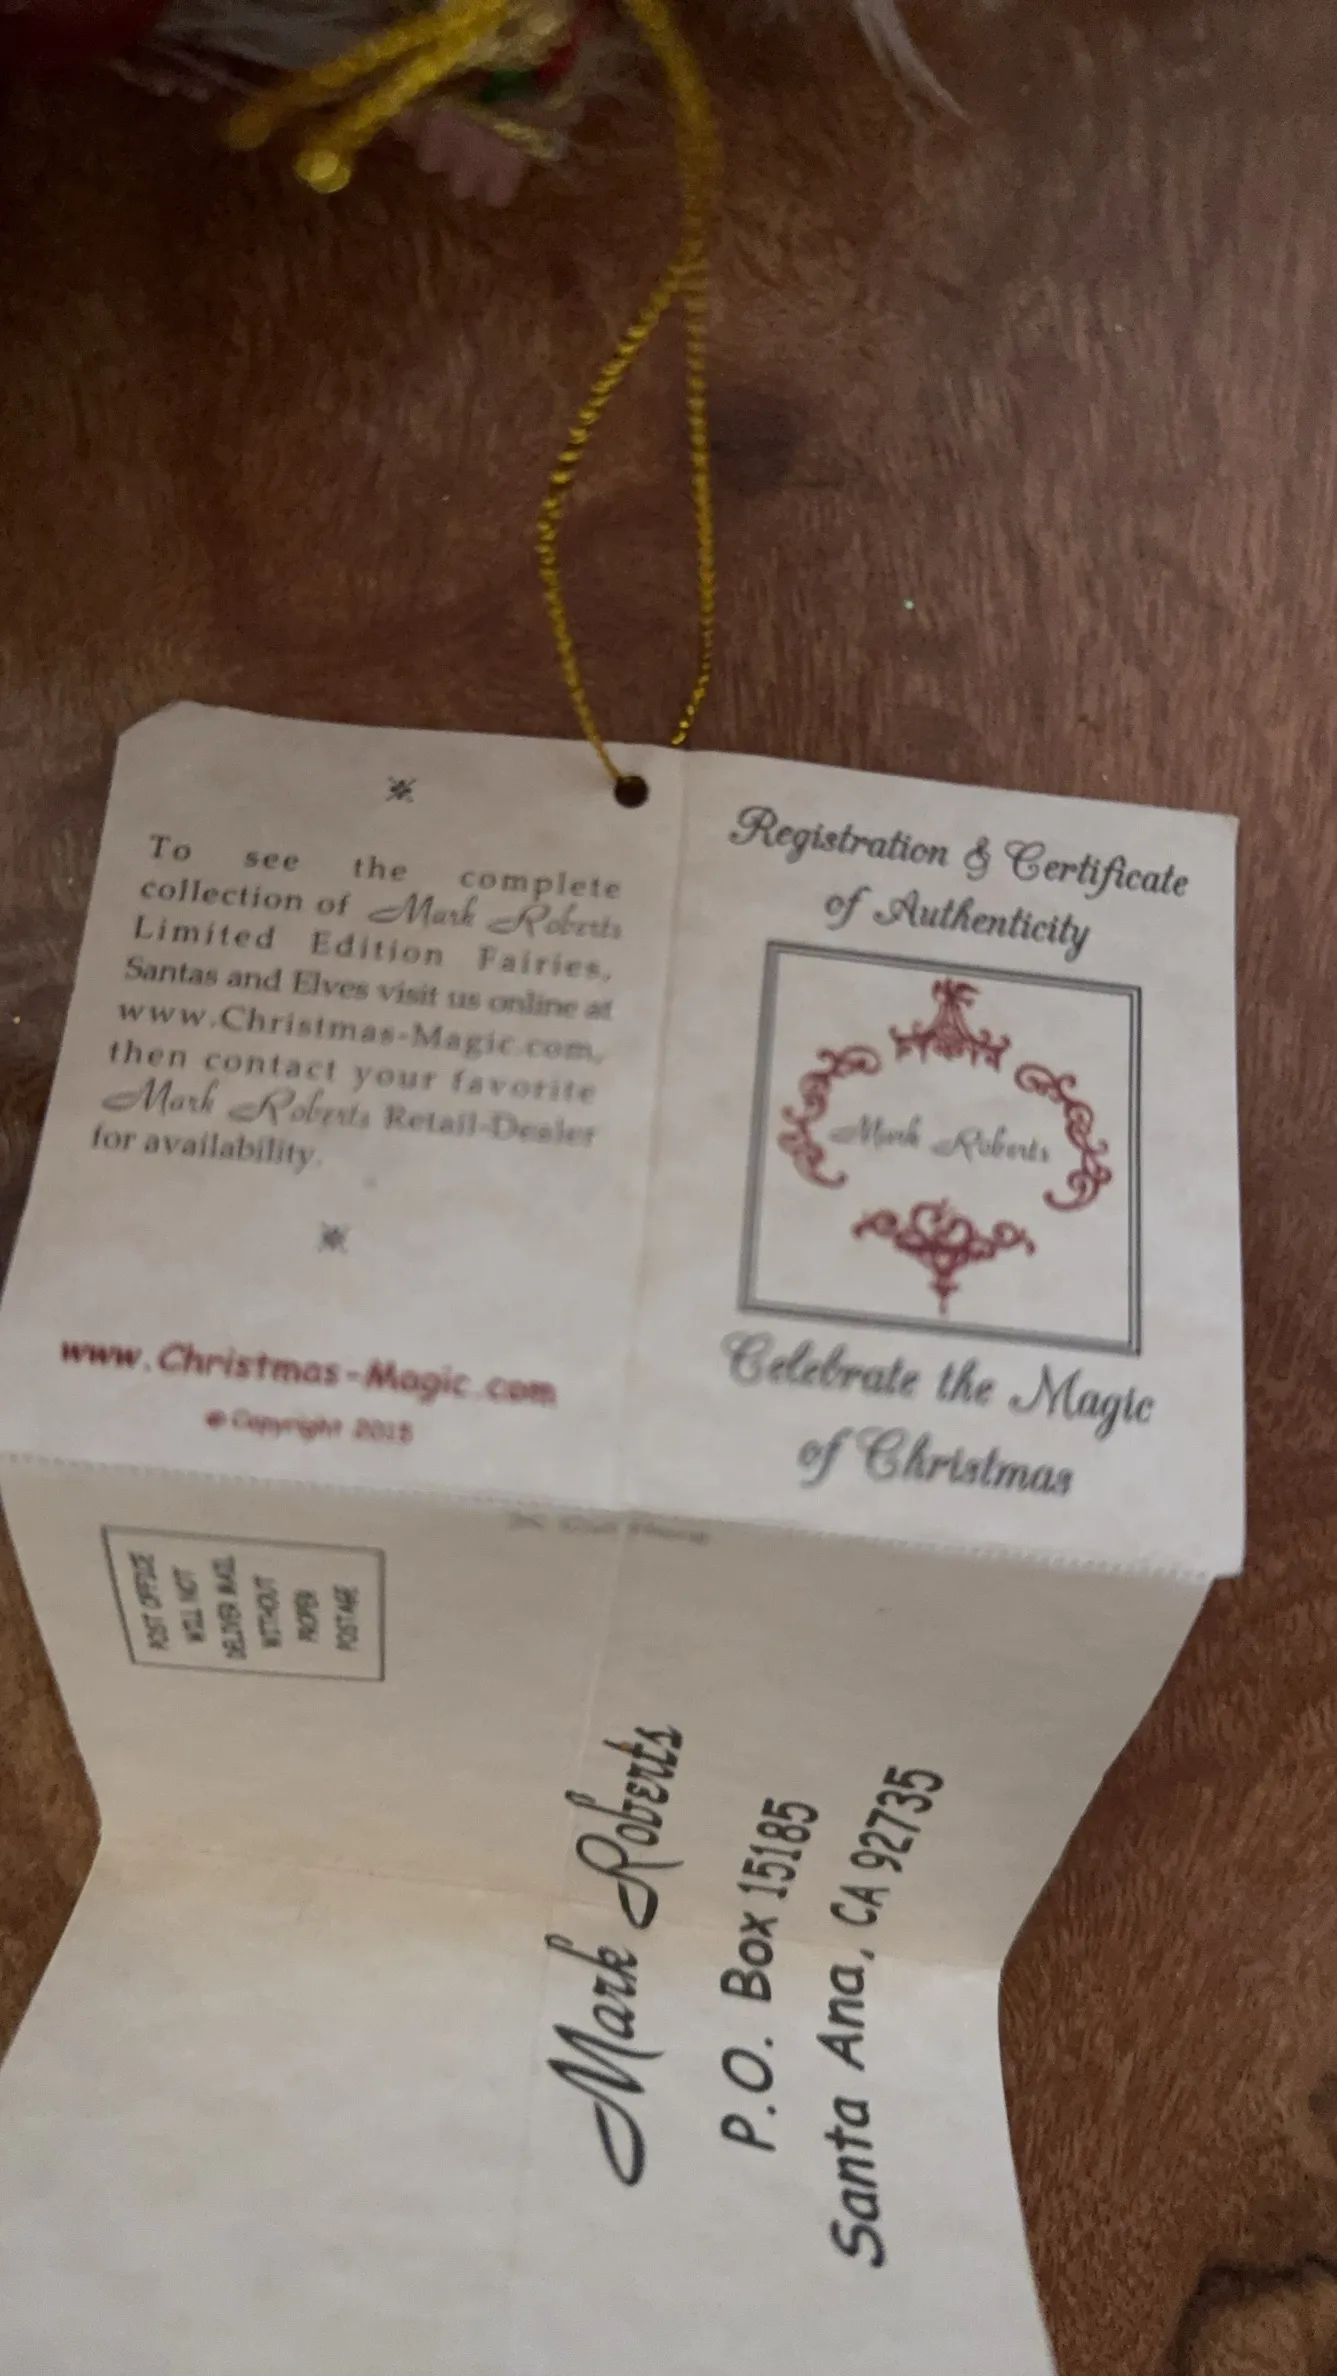 To see the complete
collection of Mark Roberts
Limited Edition Fairies,
Santas and Elves visit us online at
www.Christmas-Magic.com,
then contact your favorite
Mark Roberts Retail-Dealer
for availability.
www.Christmas-Magic.com
© Copyright 2015
Registration & Certificate
of Authenticity
Mark Roberts
Celebrate the Magic
of Christmas
Cut Here
POST OFFICE
WILL NOT
DELIVER MAIL
WITHOUT
PROPER
POSTAGE
Mark Roberts
P.O. Box 15185
Santa Ana, CA 92735